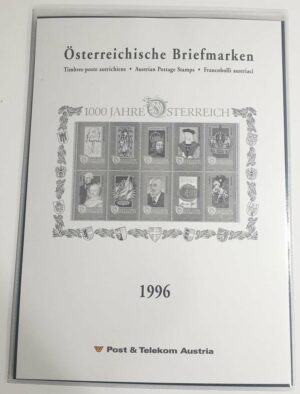 Österreichische Briefmarken
Timbres-poste autrichiens • Austrian Postage Stamps • Francobolli austriaci
1000 JAHRE ÖSTERREICH
1996
Post & Telekom Austria